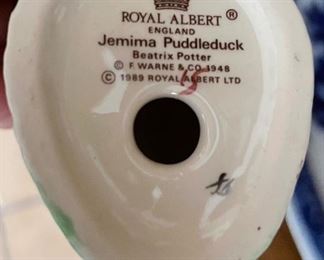 ROYAL ALBERT ®
ENGLAND
Jemima Puddleduck
Beatrix Potter
© F. WARNE & CO. 1948
© 1989 ROYAL ALBERT LTD